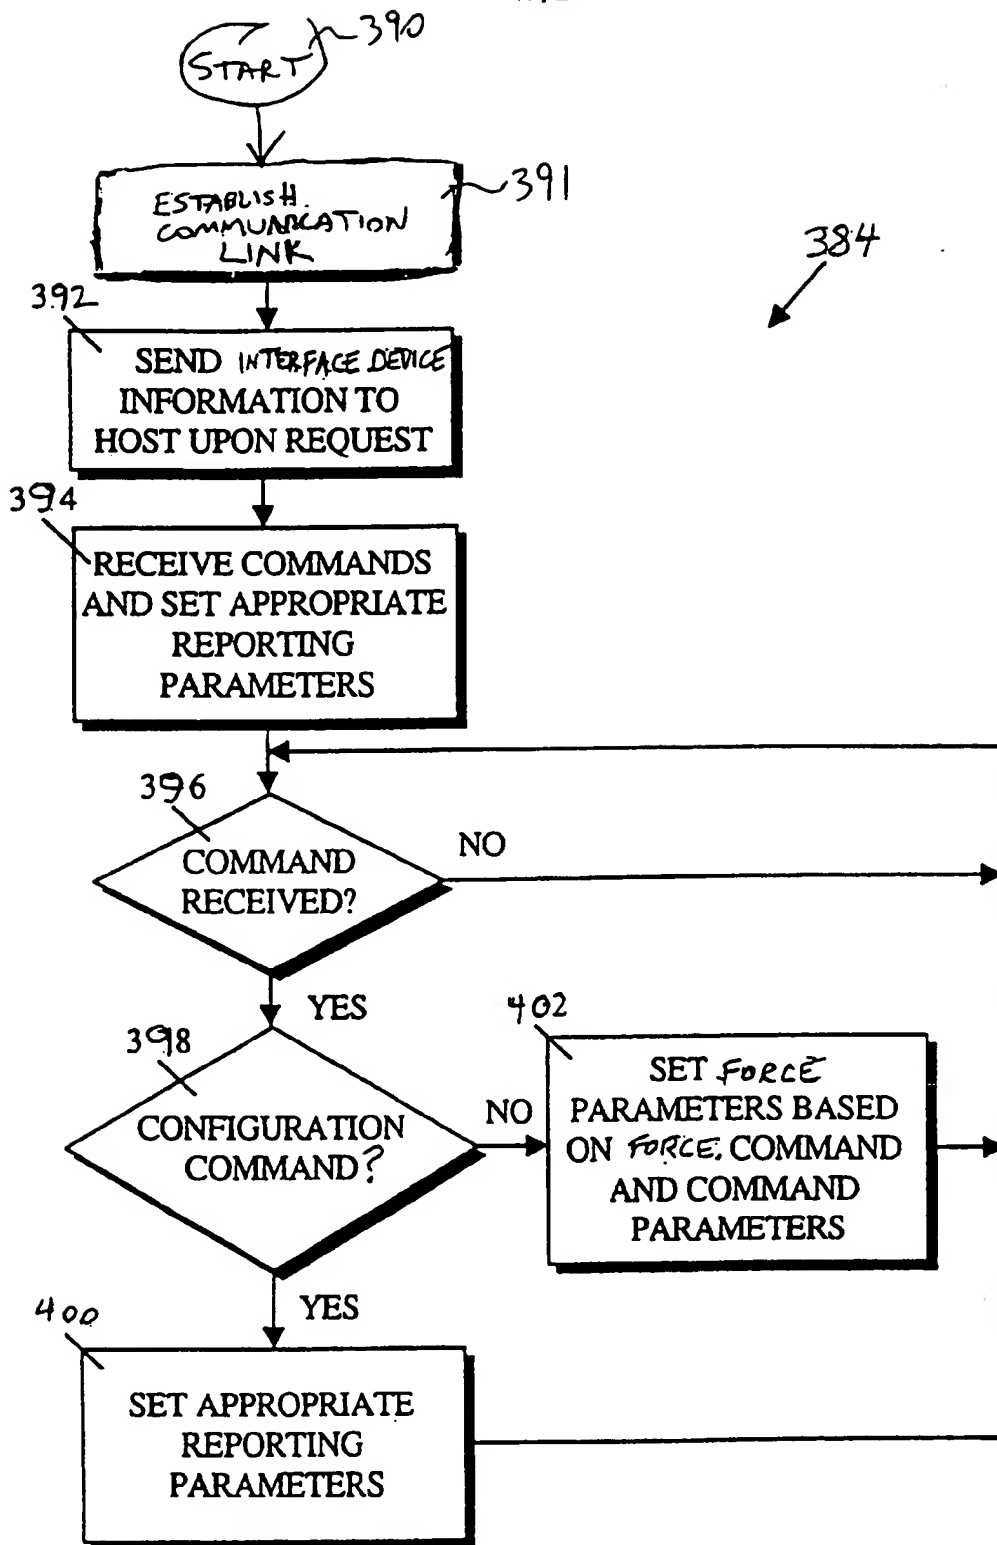 390
START
391
ESTABLISH.
COMMUNICATION
LINK
384
392
SEND INTERFACE DEVICE
INFORMATION TO
HOST UPON REQUEST
394
RECEIVE COMMANDS
AND SET APPROPRIATE
REPORTING
PARAMETERS
396
COMMAND
RECEIVED?
NO
YES
398
CONFIGURATION
COMMAND?
NO
402
SET FORCE
PARAMETERS BASED
ON FORCE. COMMAND
AND COMMAND
PARAMETERS
YES
400
SET APPROPRIATE
REPORTING
PARAMETERS